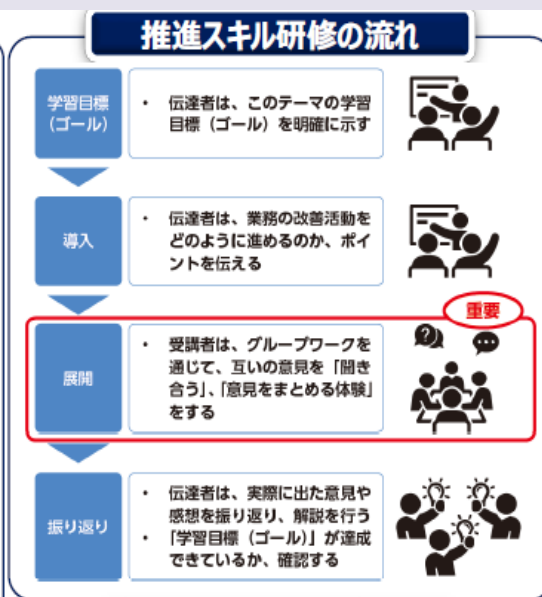 推進スキル研修の流れ
学習目標
(ゴール)
・ 伝達者は、このテーマの学習
目標(ゴール)を明確に示す
導入
・ 伝達者は、業務の改善活動を
どのように進めるのか、ポイ
ントを伝える
重要
展開
・ 受講者は、グループワークを
通じて、互いの意見を「聞き
合う」、「意見をまとめる体験」
をする
振り返り
・ 伝達者は、実際に出た意見や
感想を振り返り、解説を行う
・ 「学習目標(ゴール)」が達成
できているか、確認する